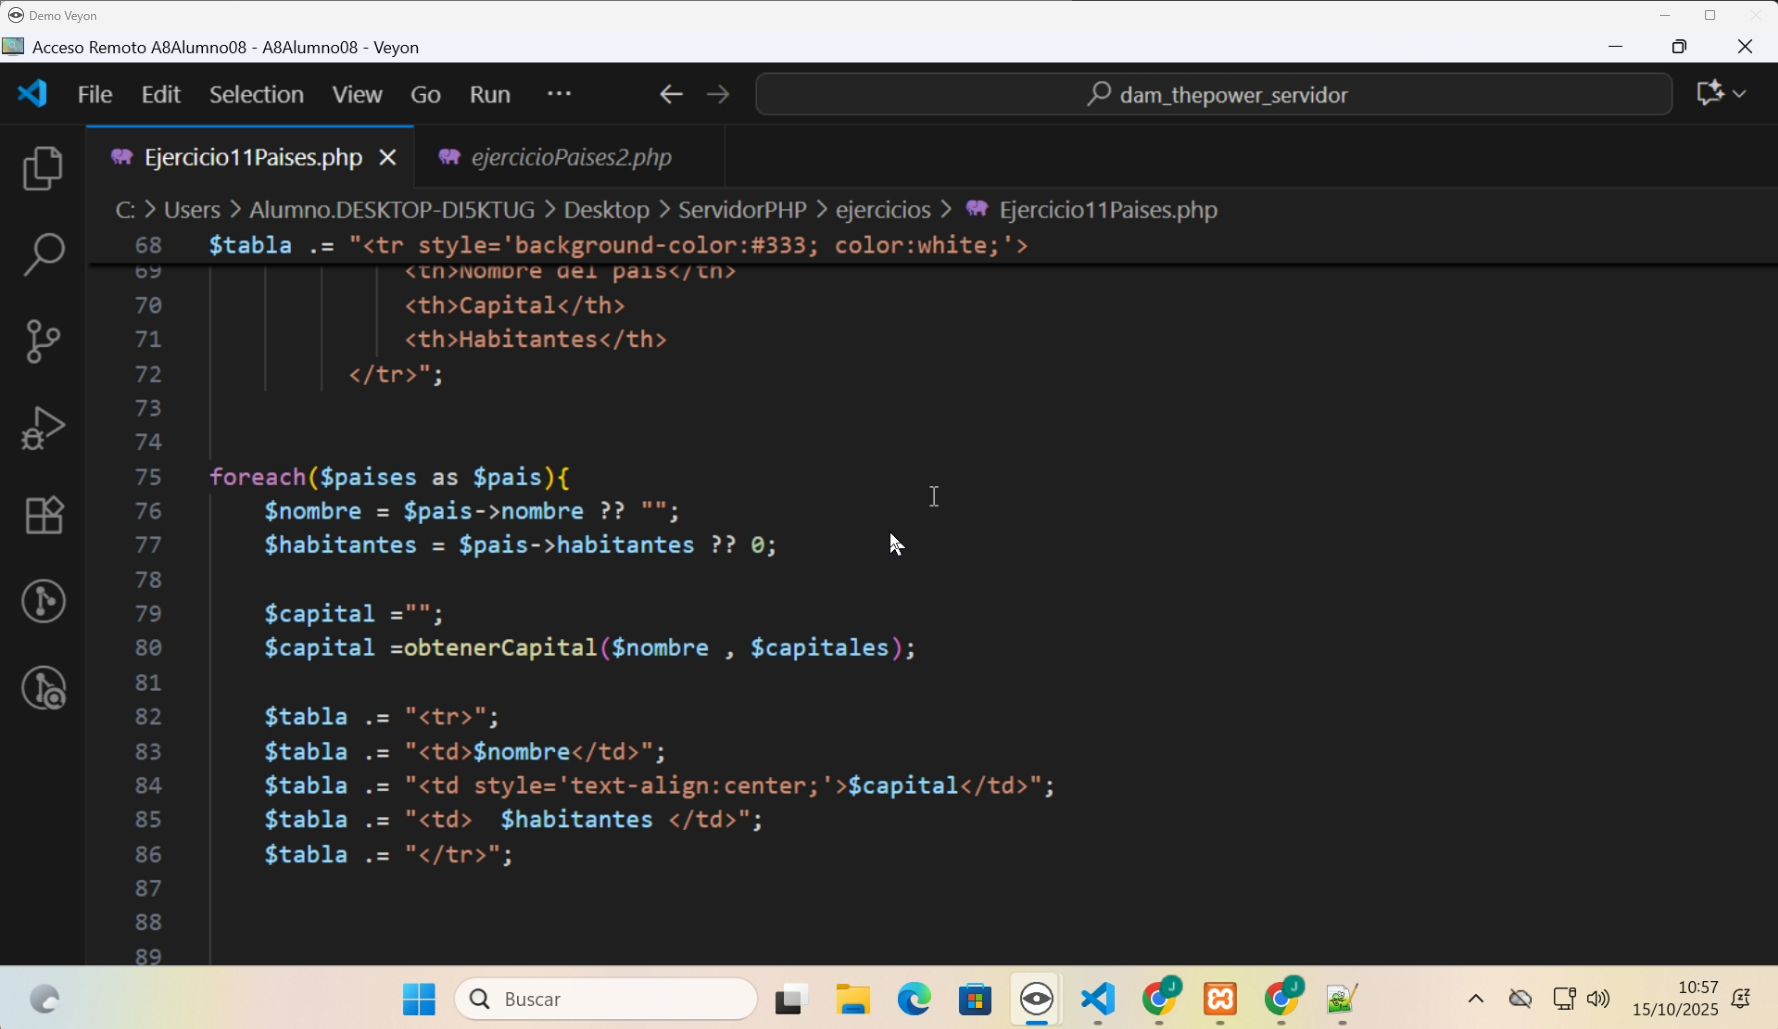 Demo Veyon
Acceso Remoto A8Alumno08 - A8Alumno08 - Veyon
File Edit Selection View Go Run ··· dam_thepower_servidor
Ejercicio11Paises.php ejercicioPaises2.php
C: > Users > Alumno.DESKTOP-DI5KTUG > Desktop > ServidorPHP > ejercicios > Ejercicio11Paises.php
68 $tabla .= "<tr style='background-color:#333; color:white;'>
69 <th>Nombre del pais</th>
70 <th>Capital</th>
71 <th>Habitantes</th>
72 </tr>";
73
74
75 foreach($paises as $pais){
76 $nombre = $pais->nombre ?? "";
77 $habitantes = $pais->habitantes ?? 0;
78
79 $capital ="";
80 $capital =obtenerCapital($nombre , $capitales);
81
82 $tabla .= "<tr>";
83 $tabla .= "<td>$nombre</td>";
84 $tabla .= "<td style='text-align:center;'>$capital</td>";
85 $tabla .= "<td>  $habitantes </td>";
86 $tabla .= "</tr>";
87
88
89
Buscar
J
J
10:57
15/10/2025